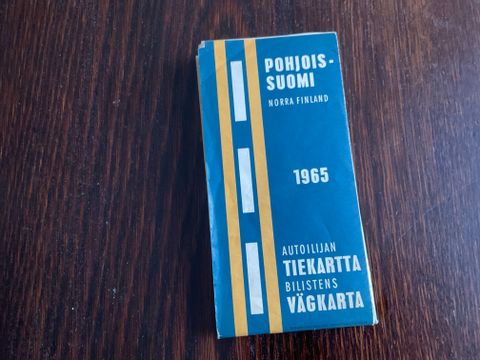 POHJOIS-
SUOMI
NORRA FINLAND
1965
AUTOILIJAN
TIEKARTTA
BILISTENS
VÄGKARTA